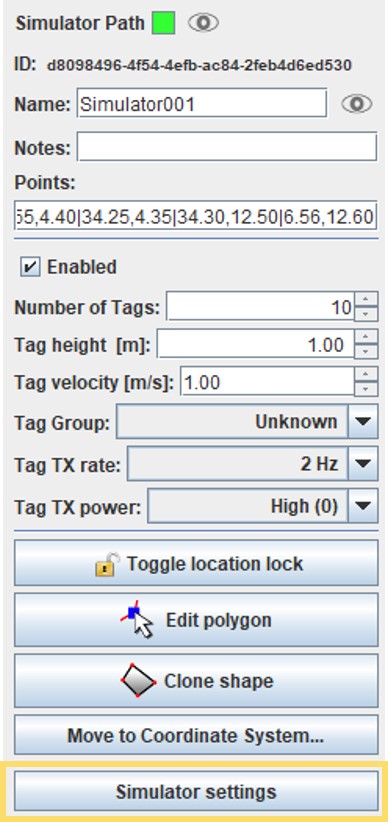 Simulator Path
ID: d8098496-4f54-4efb-ac84-2feb4d6ed530
Name: Simulator001
Notes:
Points:
55,4.40|34.25,4.35|34.30,12.50|6.56,12.60
Enabled
Number of Tags: 10
Tag height [m]: 1.00
Tag velocity [m/s]: 1.00
Tag Group: Unknown
Tag TX rate: 2 Hz
Tag TX power: High (0)
Toggle location lock
Edit polygon
Clone shape
Move to Coordinate System...
Simulator settings